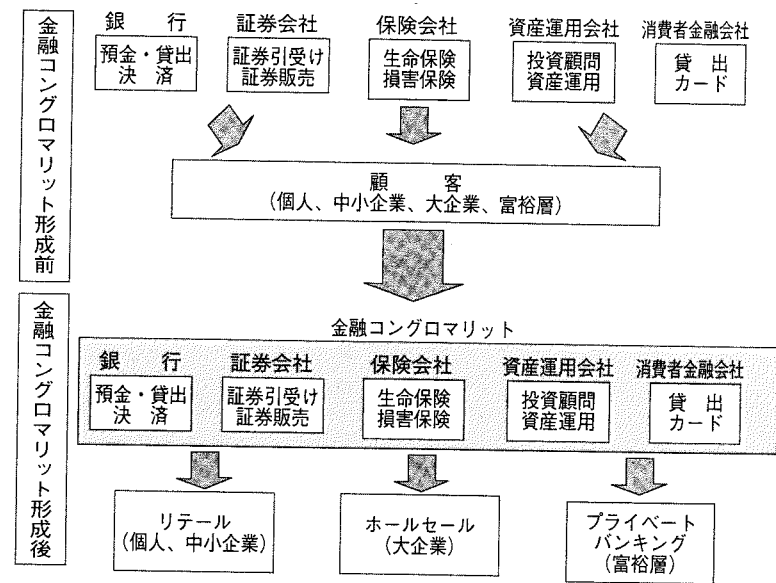 金融コングロマリット形成前
銀　行
証券会社
保険会社
資産運用会社
消費者金融会社
預金・貸出
決　済
証券引受け
証券販売
生命保険
損害保険
投資顧問
資産運用
貸　出
カード
顧　客
(個人、中小企業、大企業、富裕層)
金融コングロマリット形成後
金融コングロマリット
銀　行
証券会社
保険会社
資産運用会社
消費者金融会社
預金・貸出
決　済
証券引受け
証券販売
生命保険
損害保険
投資顧問
資産運用
貸　出
カード
リテール
(個人、中小企業)
ホールセール
(大企業)
プライベート
バンキング
(富裕層)